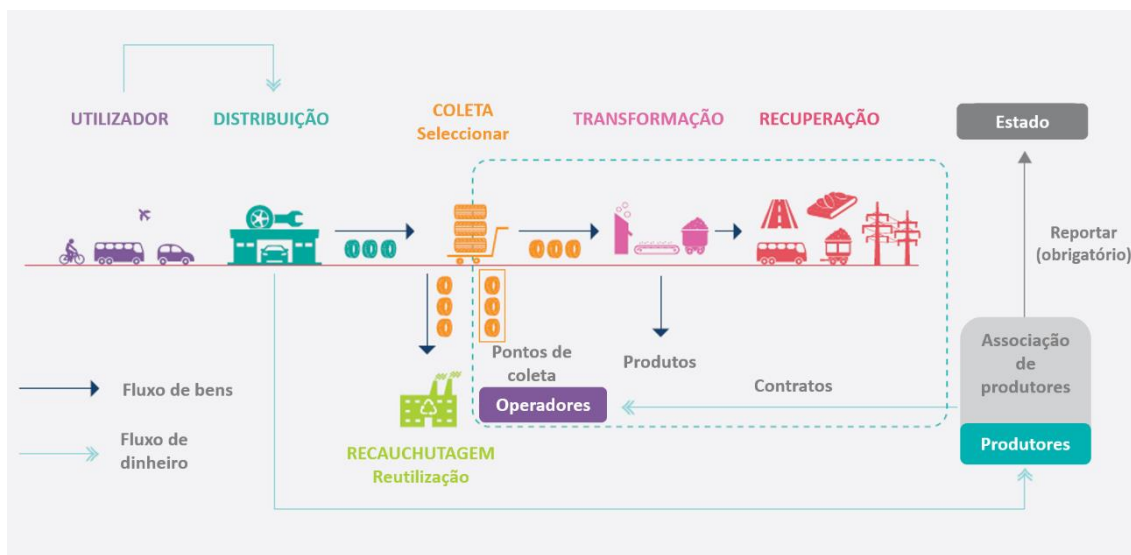 UTILIZADOR
DISTRIBUIÇÃO
COLETA
Seleccionar
TRANSFORMAÇÃO
RECUPERAÇÃO
Estado
Reportar
(obrigatório)
Associação
de
produtores
Produtores
Pontos de
coleta
Operadores
Produtos
Contratos
RECAUCHUTAGEM
Reutilização
Fluxo de bens
Fluxo de
dinheiro